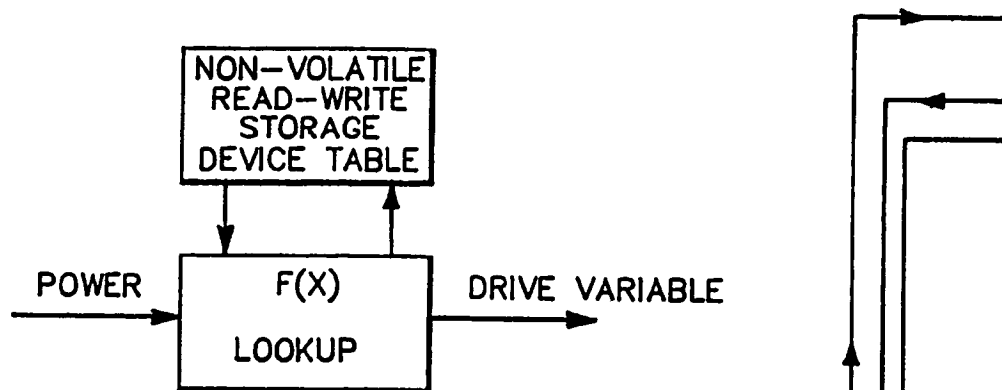 NON-VOLATILE
READ-WRITE
STORAGE
DEVICE TABLE
POWER
F(X)
LOOKUP
DRIVE VARIABLE